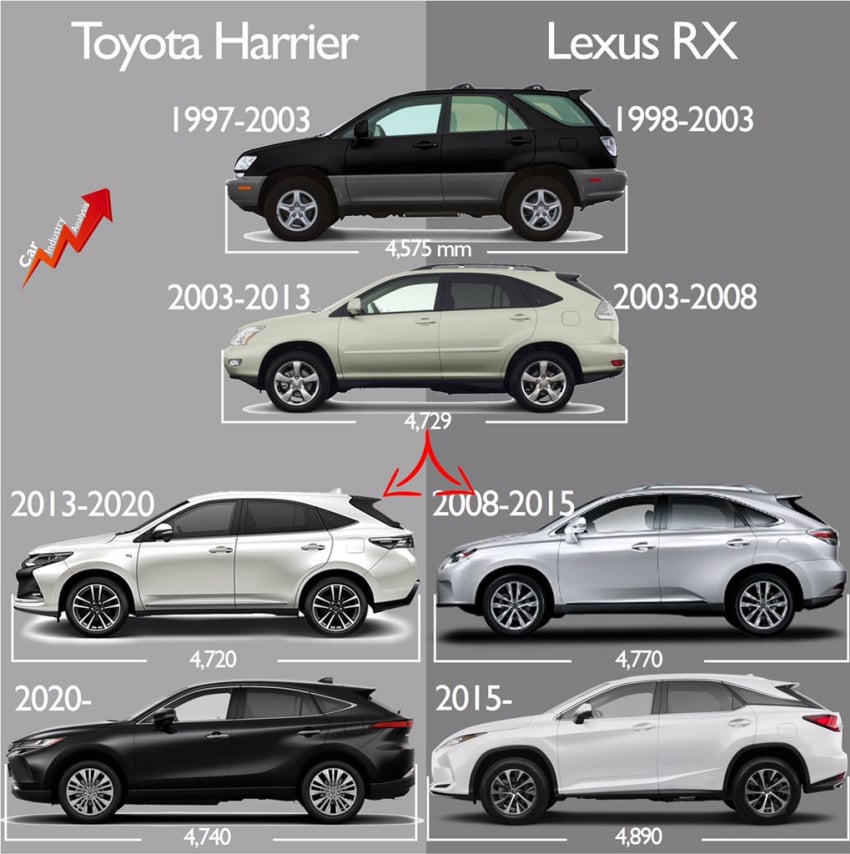 Toyota Harrier
Lexus RX
1997-2003
1998-2003
Car
Industry
Analysis
4,575 mm
2003-2013
2003-2008
4,729
2013-2020
2008-2015
4,720
4,770
2020-
2015-
4,740
4,890